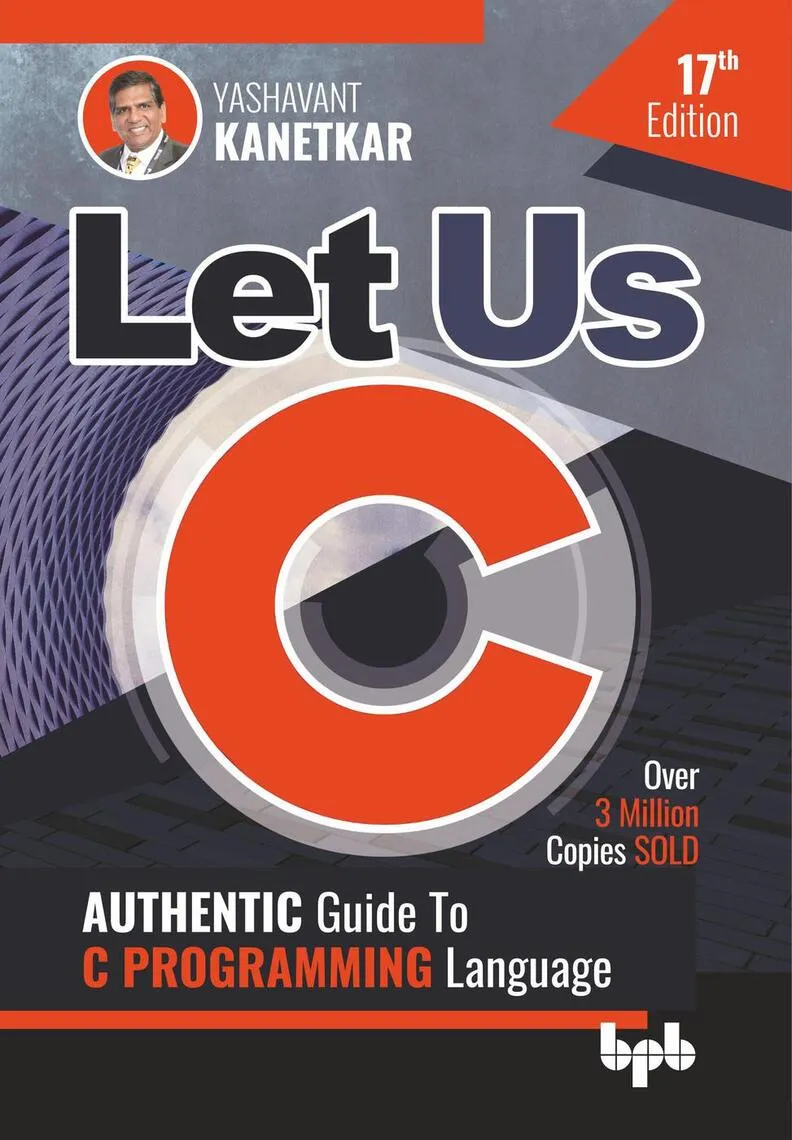 YASHAVANT
KANETKAR
17th
Edition
Let Us
C
Over
3 Million
Copies SOLD
AUTHENTIC Guide To
C PROGRAMMING Language
bpb